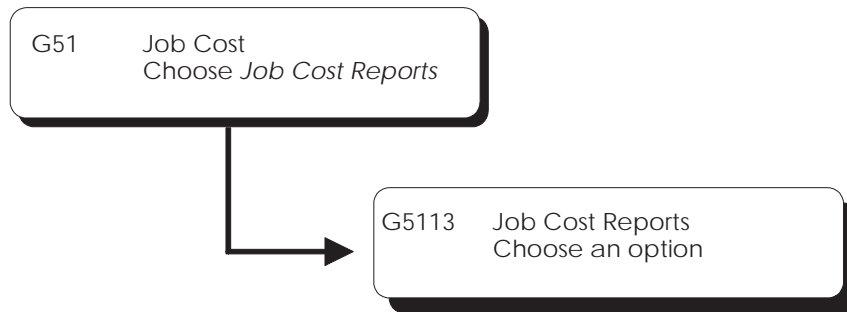 G51 Job Cost
Choose Job Cost Reports
G5113 Job Cost Reports
Choose an option